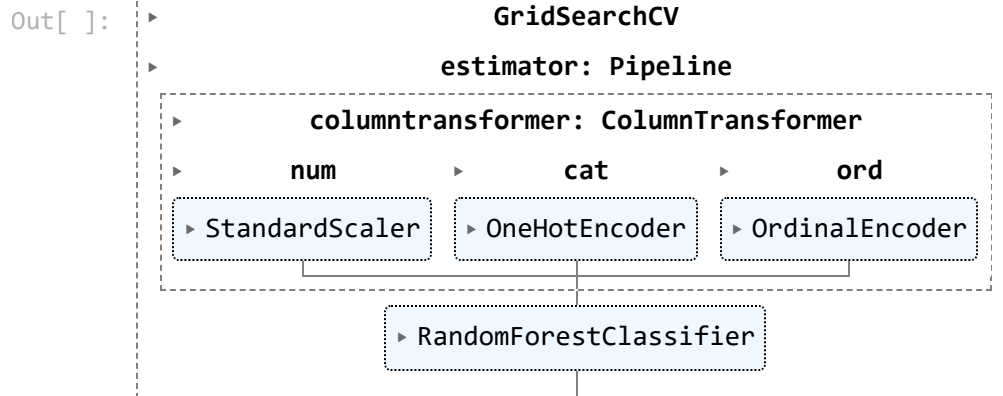 Out[ ]:
GridSearchCV
estimator: Pipeline
columntransformer: ColumnTransformer
num cat ord
StandardScaler OneHotEncoder OrdinalEncoder
RandomForestClassifier